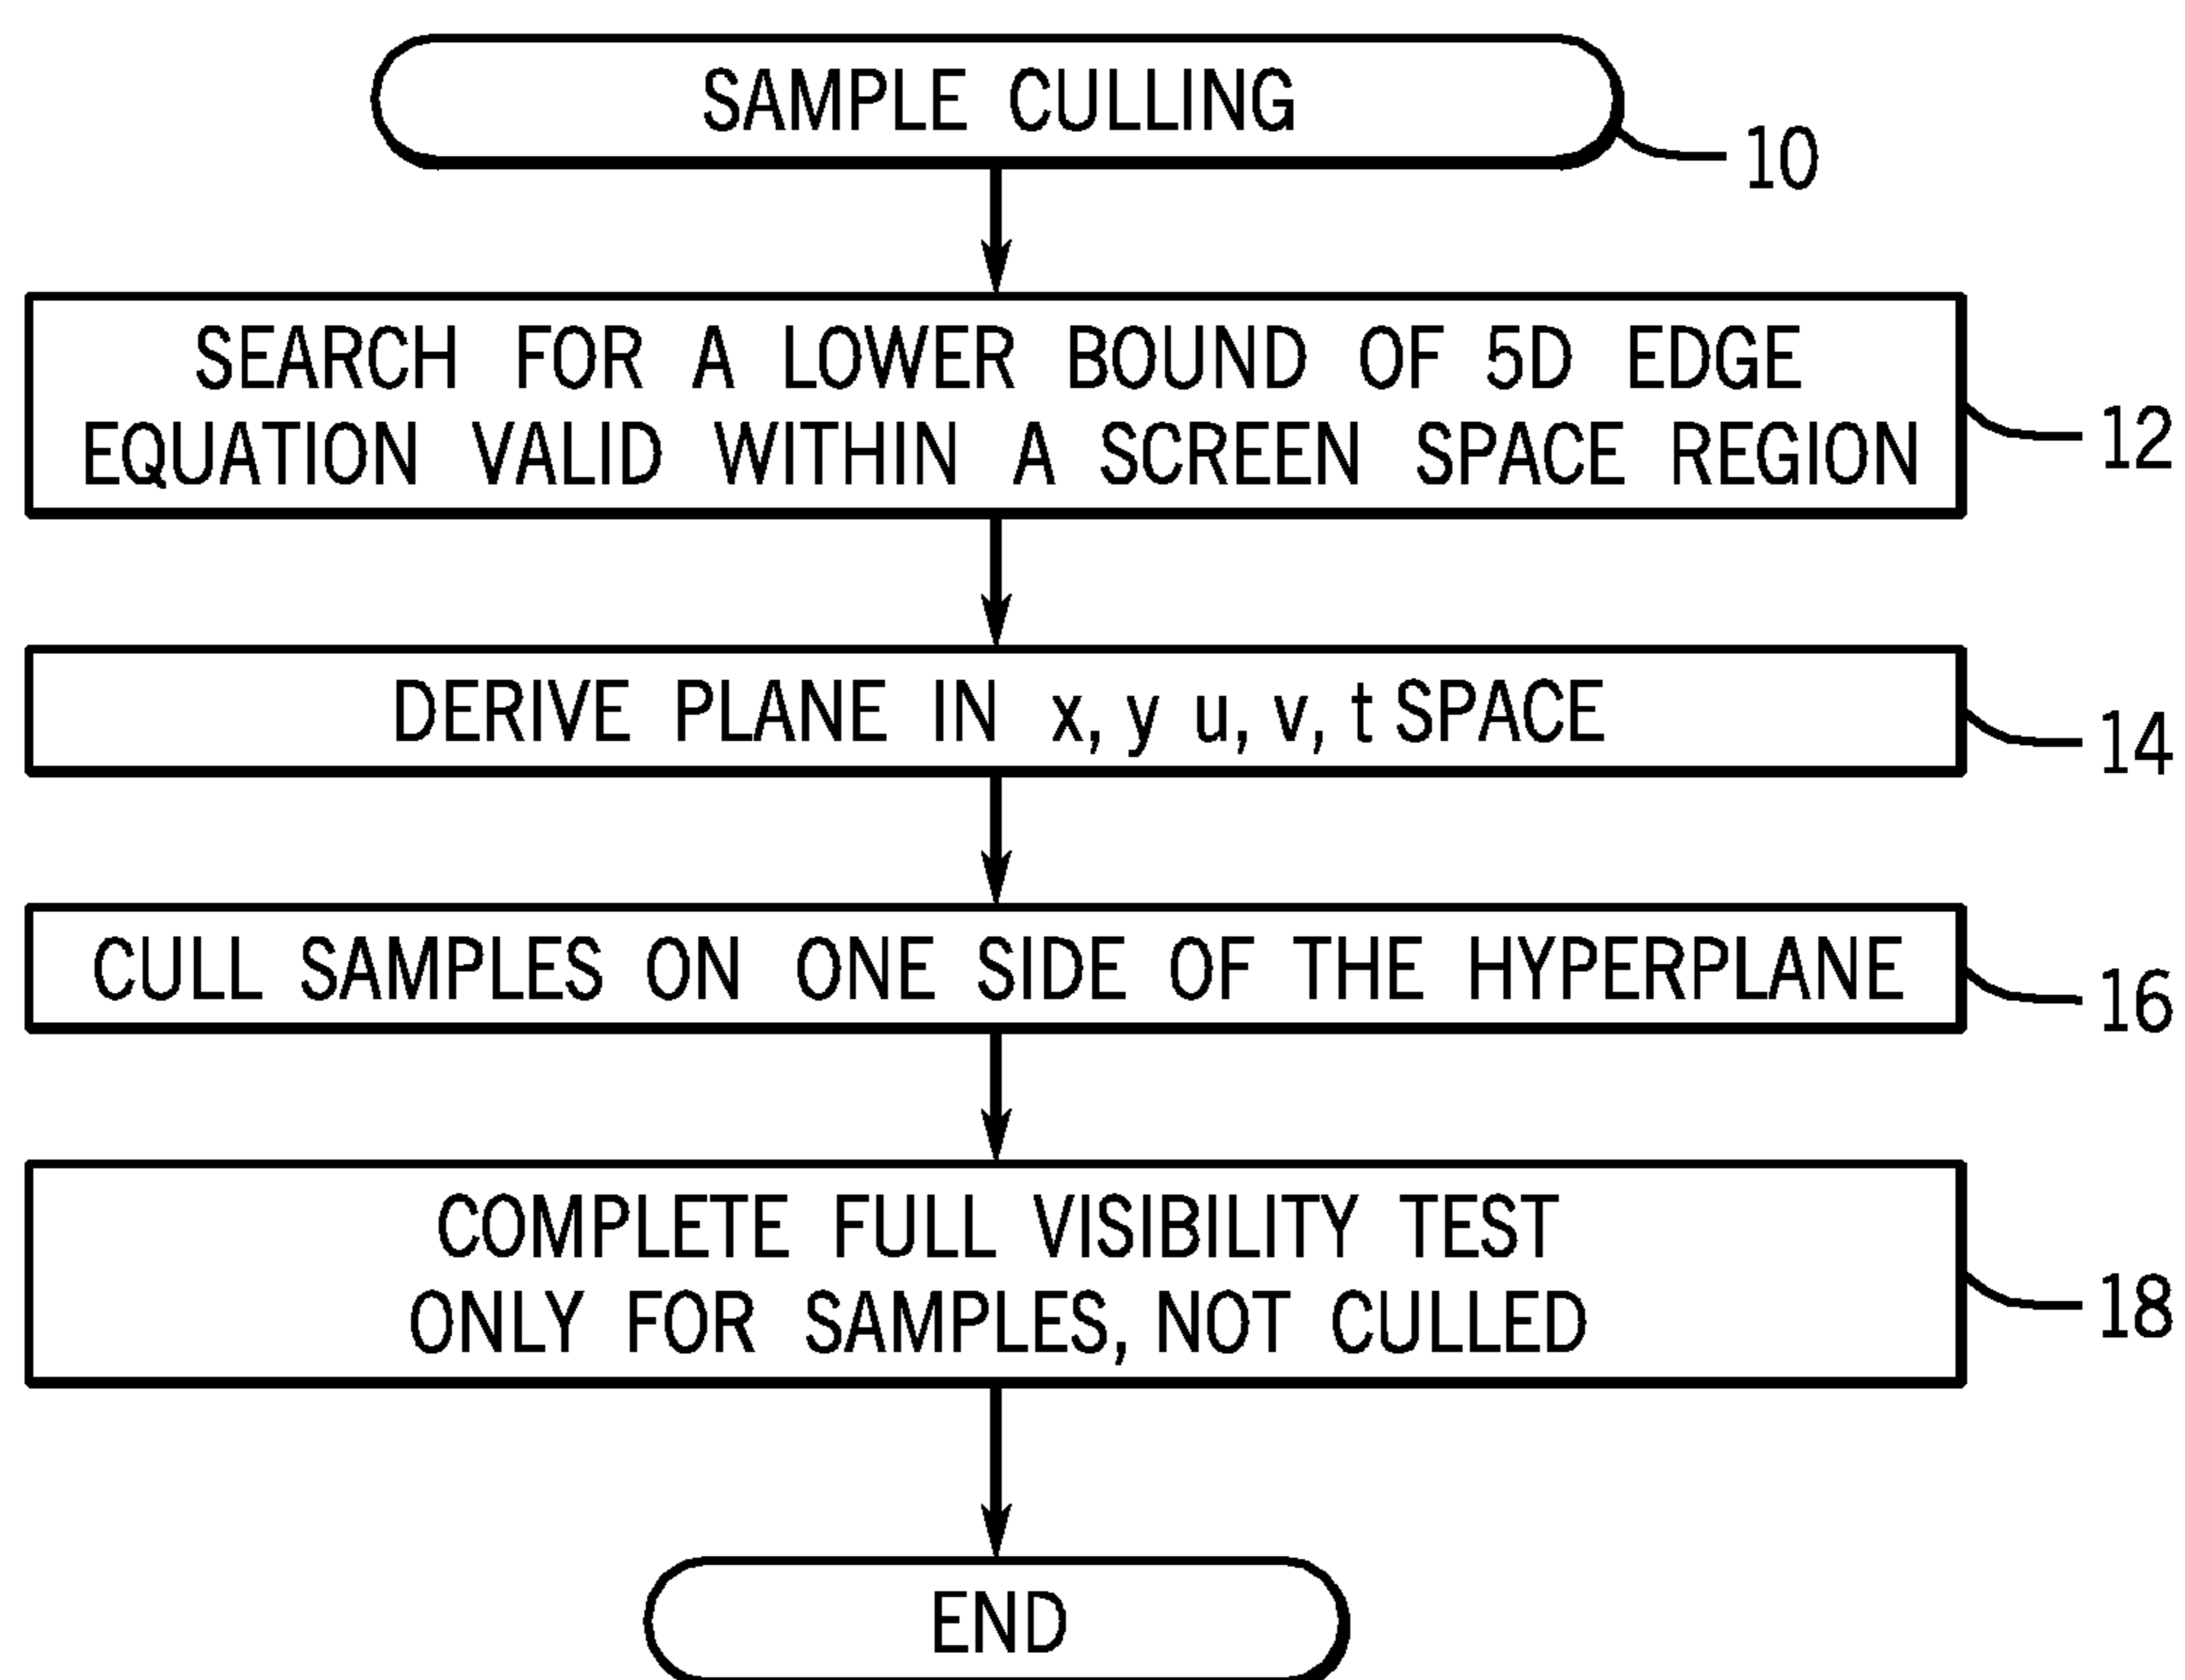 SAMPLE CULLING
10
SEARCH FOR A LOWER BOUND OF 5D EDGE
EQUATION VALID WITHIN A SCREEN SPACE REGION
12
DERIVE PLANE IN x, y u, v, t SPACE
14
CULL SAMPLES ON ONE SIDE OF THE HYPERPLANE
16
COMPLETE FULL VISIBILITY TEST
ONLY FOR SAMPLES, NOT CULLED
18
END